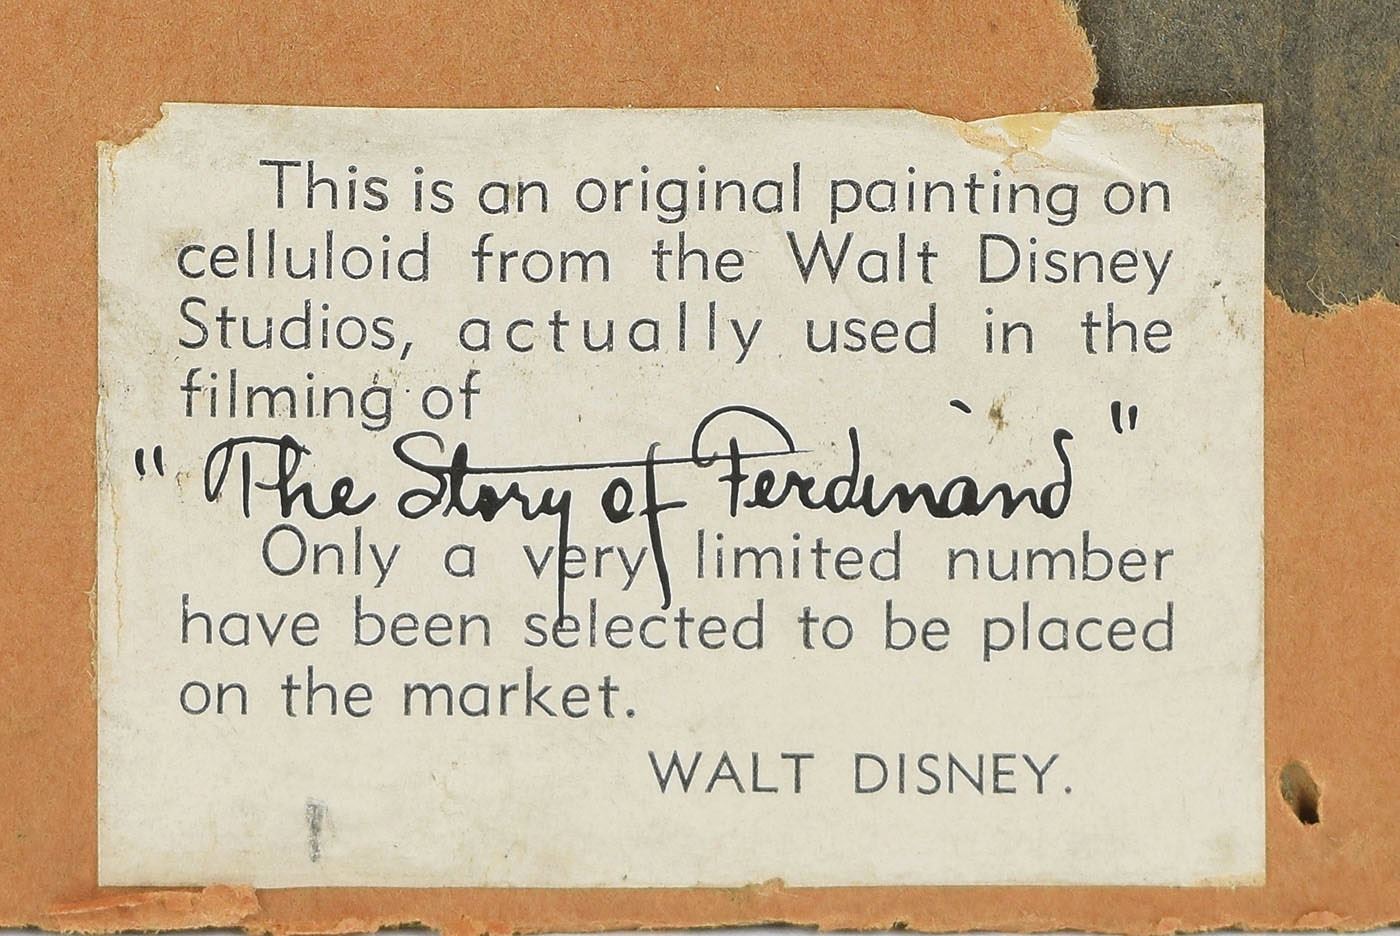 This is an original painting on
celluloid from the Walt Disney
Studios, actually used in the
filming of
"The Story of Ferdinand"
Only a very limited number
have been selected to be placed
on the market.
WALT DISNEY.